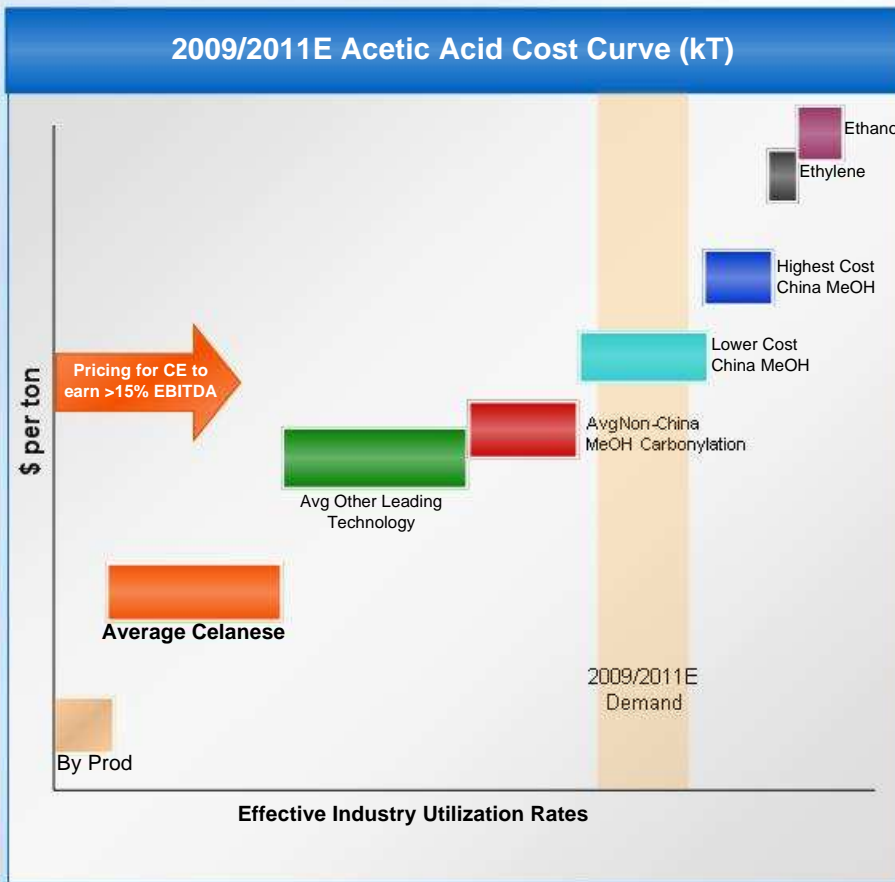 2009/2011E Acetic Acid Cost Curve (kT)
Ethano
Ethylene
Highest Cost
China MeOH
Lower Cost
China MeOH
Pricing for CE to
earn >15% EBITDA
$ per ton
AvgNon-China
MeOH Carbonylation
Avg Other Leading
Technology
Average Celanese
2009/2011E
Demand
By Prod
Effective Industry Utilization Rates